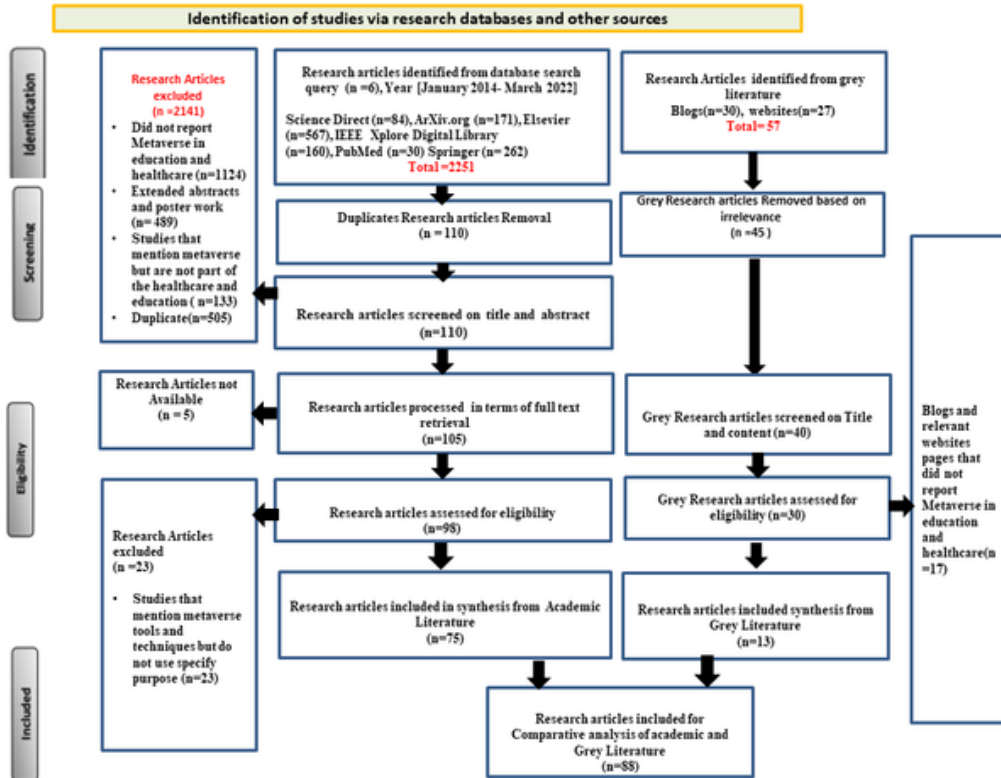 Identification of studies via research databases and other sources
Identification
Screening
Eligibility
Included
Research Articles
excluded
(n =2141)
• Did not report
Metaverse in
education and
healthcare (n=1124)
• Extended abstracts
and poster work
(n= 489)
• Studies that
mention metaverse
but are not part of
the healthcare and
education ( n=133)
• Duplicate(n=505)
Research articles identified from database search
query (n =6), Year [January 2014- March 2022]
Science Direct (n=84), ArXiv.org (n=171), Elsevier
(n=567), IEEE Xplore Digital Library
(n=160), PubMed (n=30) Springer (n= 262)
Total =2251
Research Articles identified from grey
literature
Blogs(n=30), websites(n=27)
Total= 57
Duplicates Research articles Removal
(n = 110)
Grey Research articles Removed based on
irrelevance
(n =45 )
Research articles screened on title and abstract
(n=110)
Research Articles not
Available
(n = 5)
Research articles processed in terms of full text
retrieval
(n=105)
Grey Research articles screened on Title
and content (n=40)
Research articles assessed for eligibility
(n=98)
Grey Research articles assessed for
eligibility (n=30)
Blogs and
relevant
websites
pages that
did not
report
Metaverse in
education
and
healthcare(n
=17)
Research Articles
excluded
(n =23)
• Studies that
mention metaverse
tools and
techniques but do
not use specify
purpose (n=23)
Research articles included in synthesis from Academic
Literature
(n=75)
Research articles included synthesis from
Grey Literature
(n=13)
Research articles included for
Comparative analysis of academic and
Grey Literature
(n=88)